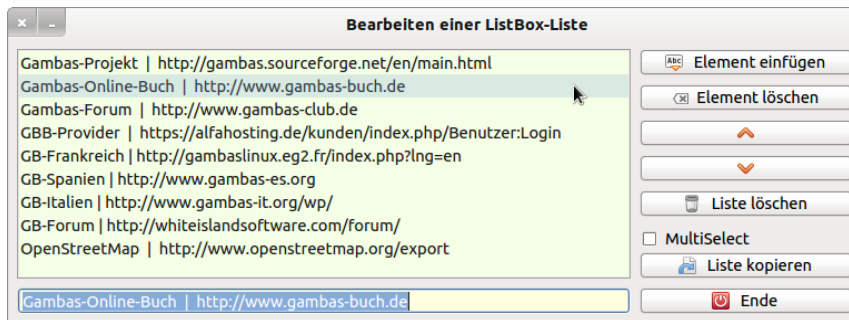 Bearbeiten einer ListBox-Liste
Gambas-Projekt | http://gambas.sourceforge.net/en/main.html
Gambas-Online-Buch | http://www.gambas-buch.de
Gambas-Forum | http://www.gambas-club.de
GBB-Provider | https://alfahosting.de/kunden/index.php/Benutzer:Login
GB-Frankreich | http://gambaslinux.eg2.fr/index.php?lng=en
GB-Spanien | http://www.gambas-es.org
GB-Italien | http://www.gambas-it.org/wp/
GB-Forum | http://whiteislandsoftware.com/forum/
OpenStreetMap | http://www.openstreetmap.org/export
Gambas-Online-Buch | http://www.gambas-buch.de
Abc Element einfügen
Element löschen
Liste löschen
MultiSelect
Liste kopieren
Ende